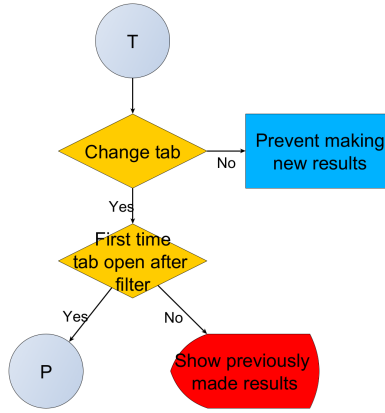 T
Change tab
No
Prevent making
new results
Yes
First time
tab open after
filter
Yes
No
P
Show previously
made results